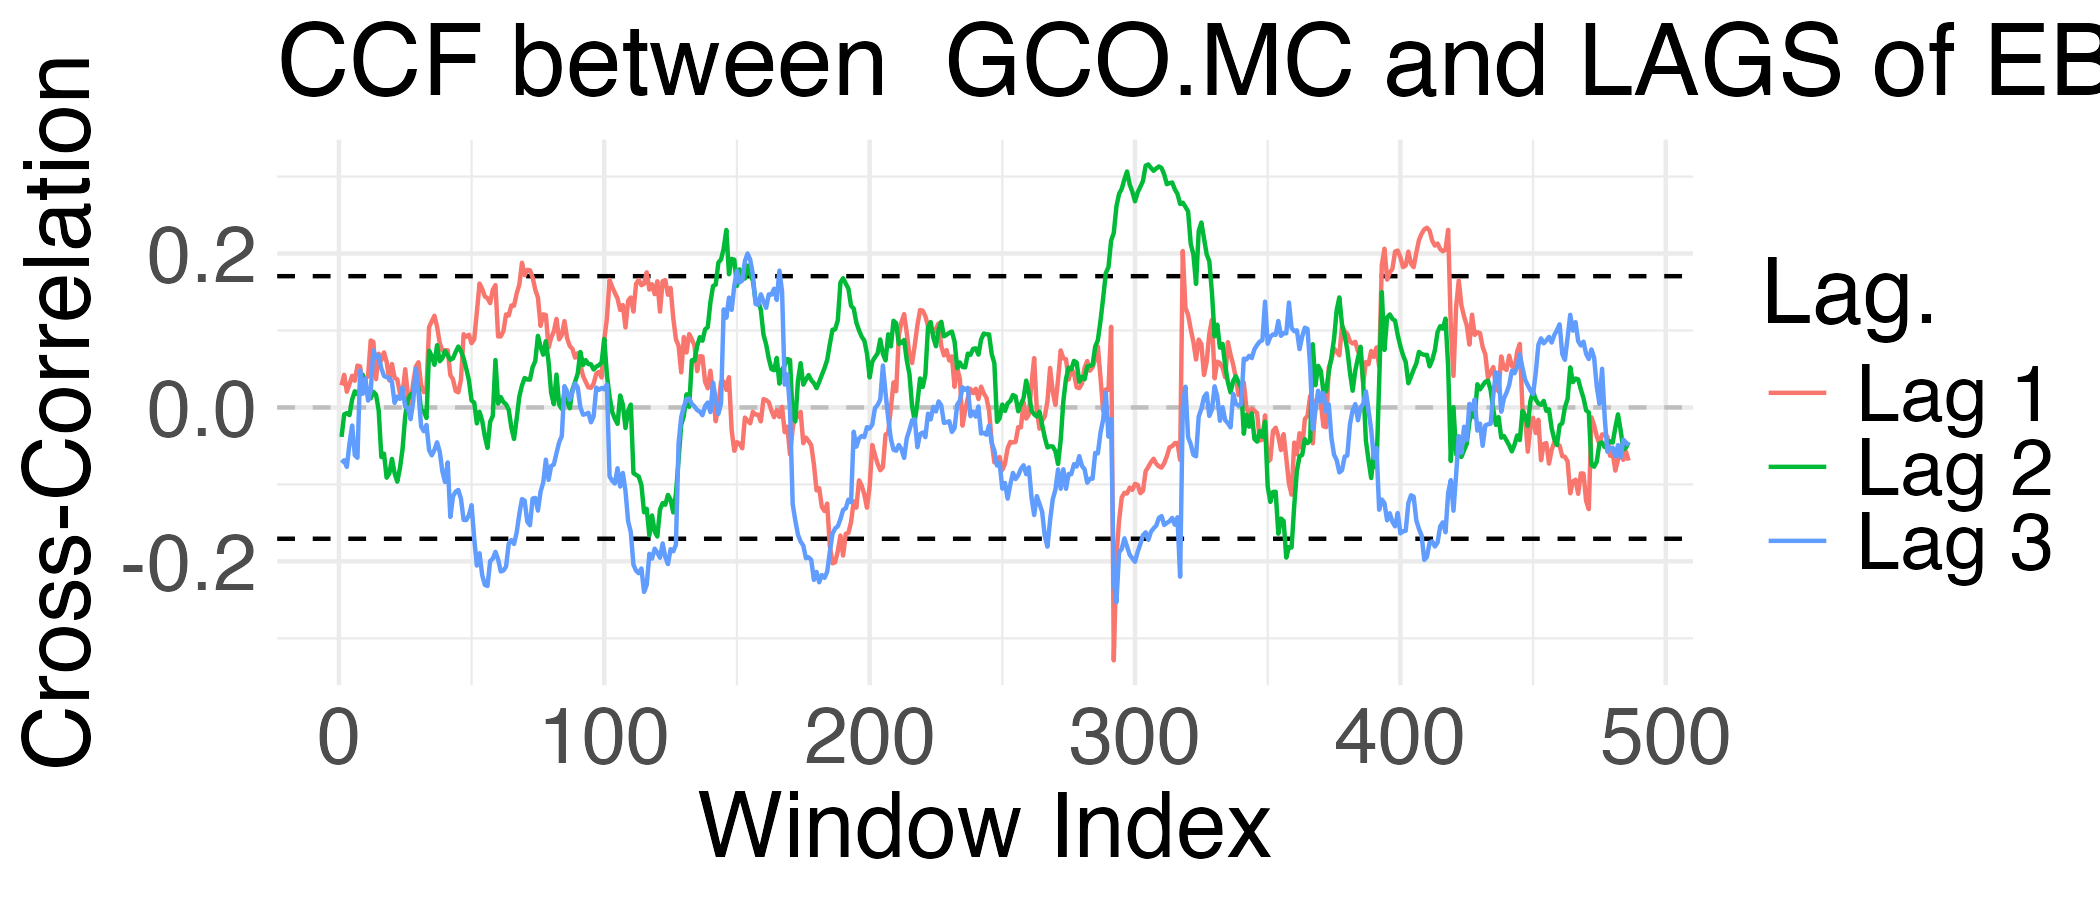 CCF between  GCO.MC and LAGS of EB
Cross-Correlation
0.2
0.0
-0.2
0 100 200 300 400 500
Window Index
Lag.
Lag 1
Lag 2
Lag 3